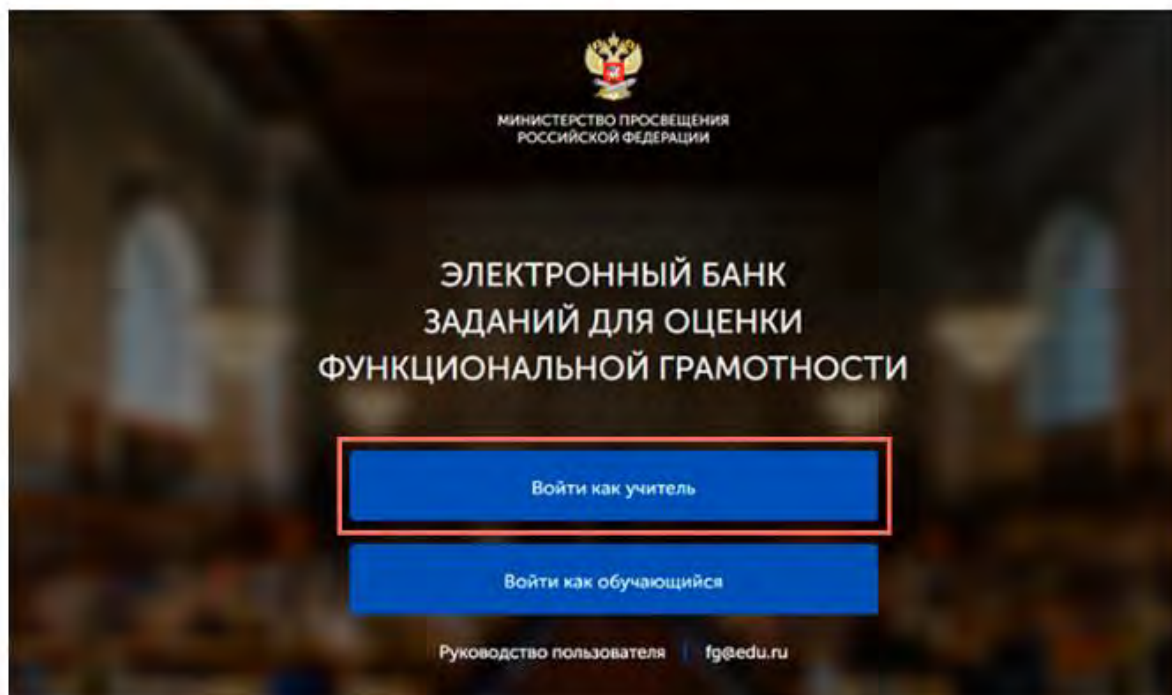 МИНИСТЕРСТВО ПРОСВЕЩЕНИЯ
РОССИЙСКОЙ ФЕДЕРАЦИИ
ЭЛЕКТРОННЫЙ БАНК
ЗАДАНИЙ ДЛЯ ОЦЕНКИ
ФУНКЦИОНАЛЬНОЙ ГРАМОТНОСТИ
Войти как учитель
Войти как обучающийся
Руководство пользователя | fg@edu.ru